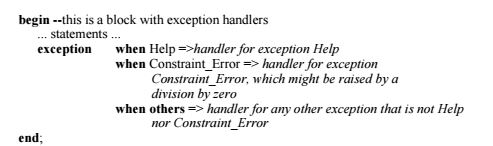 begin --this is a block with exception handlers
... statements ...
exception when Help =>handler for exception Help
when Constraint_Error => handler for exception
Constraint_Error, which might be raised by a
division by zero
when others => handler for any other exception that is not Help
nor Constraint_Error
end;